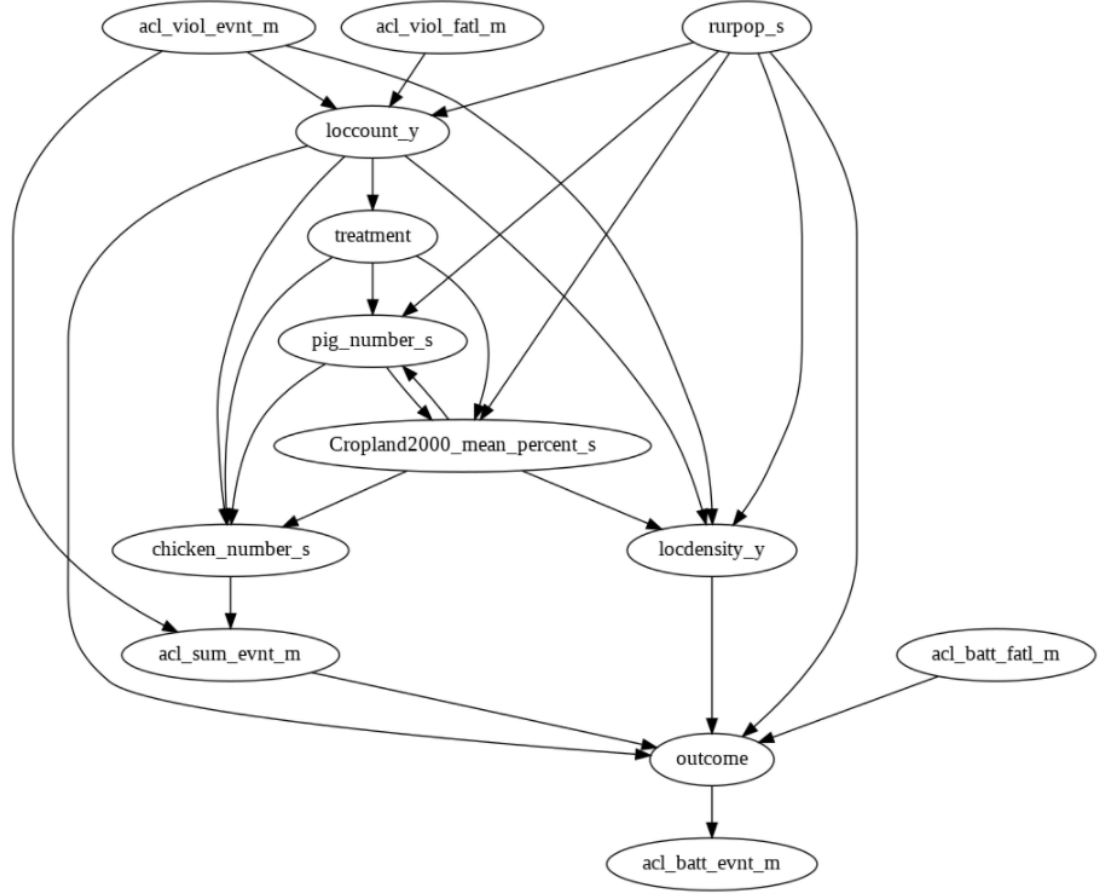 acl_viol_evnt_m
acl_viol_fatl_m
rurpop_s
loccount_y
treatment
pig_number_s
Cropland2000_mean_percent_s
chicken_number_s
locdensity_y
acl_sum_evnt_m
acl_batt_fatl_m
outcome
acl_batt_evnt_m